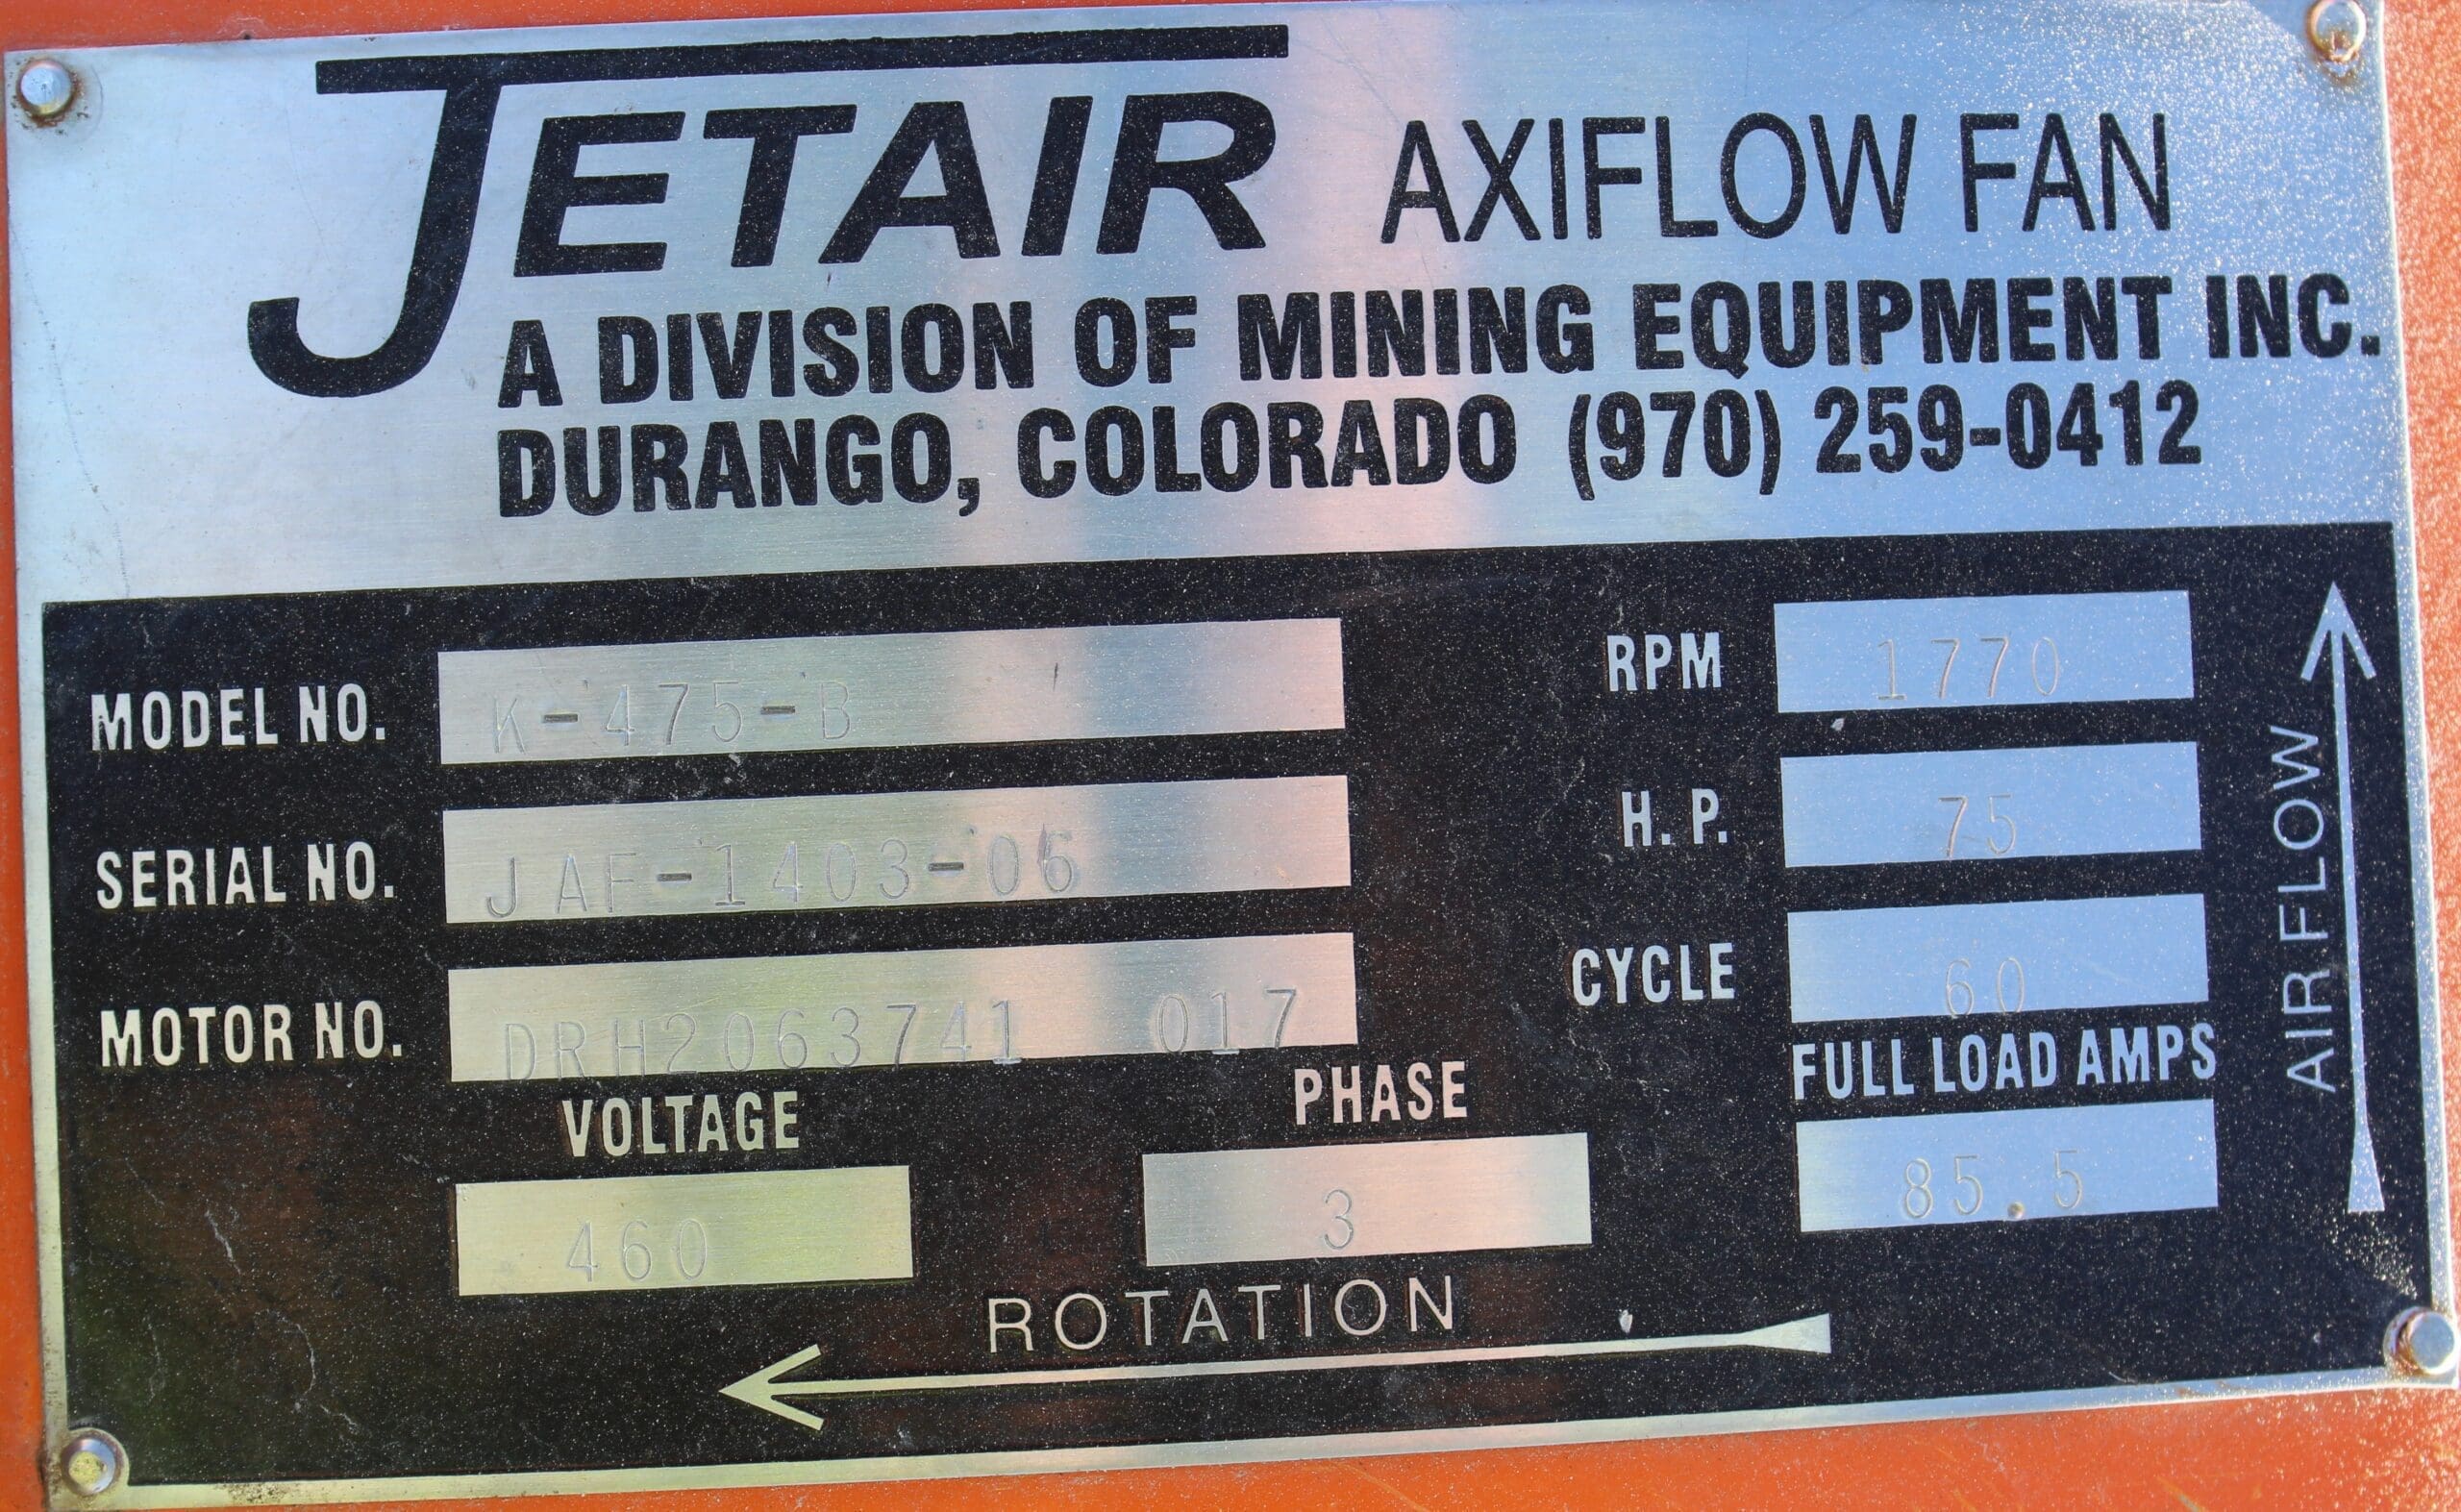 JETAIR AXIFLOW FAN
A DIVISION OF MINING EQUIPMENT INC.
DURANGO, COLORADO (970) 259-0412
MODEL NO. K-475-B
RPM 1770
SERIAL NO. JAF-1403-06
H.P. 75
MOTOR NO. DRH2063741 017
CYCLE 60
VOLTAGE 460
PHASE 3
FULL LOAD AMPS 85.5
AIR FLOW
ROTATION